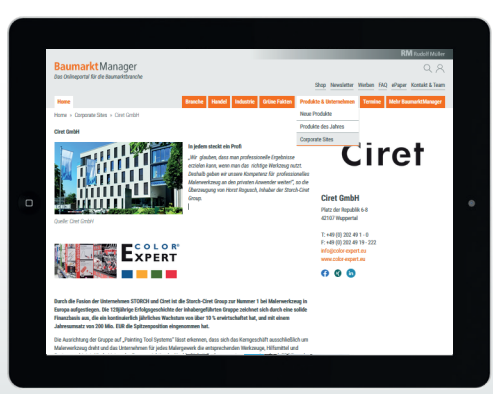 RM Rudolf Müller
BaumarktManager
Das Onlineportal für die Baumarktbranche
Shop Newsletter Werben FAQ ePaper Kontakt & Team
Home Branche Handel Industrie Grüne Fakten Produkte & Unternehmen Termine Mehr BaumarktManager
Neue Produkte
Produkte des Jahres
Corporate Sites
Home » Corporate Sites » Ciret GmbH
Ciret GmbH
In jedem steckt ein Profi
„Wir glauben, dass man professionelle Ergebnisse
erzielen kann, wenn man das richtige Werkzeug nutzt.
Deshalb geben wir unsere Kompetenz für professionelles
Malerwerkzeug an den privaten Anwender weiter!", so die
Überzeugung von Horst Rogusch, Inhaber der Storch-Ciret
Group.
Quelle: Ciret GmbH
COLOR
EXPERT
Ciret
Ciret GmbH
Platz der Republik 6-8
42107 Wuppertal
T: +49 (0) 202 49 1 - 0
F: +49 (0) 202 49 19 - 222
info@color-expert.eu
www.color-expert.eu
Durch die Fusion der Unternehmen STORCH und Ciret ist die Storch-Ciret Group zur Nummer 1 bei Malerwerkzeug in
Europa aufgestiegen. Die 120jährige Erfolgsgeschichte der inhabergeführten Gruppe zeichnet sich durch eine solide
Finanzbasis aus, die ein kontinuierlich jährliches Wachstum von über 10 % erwirtschaftet hat, und mit einem
Jahresumsatz von 200 Mio. EUR die Spitzenposition eingenommen hat.
Die Ausrichtung der Gruppe auf „Painting Tool Systems" lässt erkennen, dass sich das Kerngeschäft ausschließlich um
Malerwerkzeug dreht und das Unternehmen für jedes Malergewerk die entsprechenden Werkzeuge, Hilfsmittel und